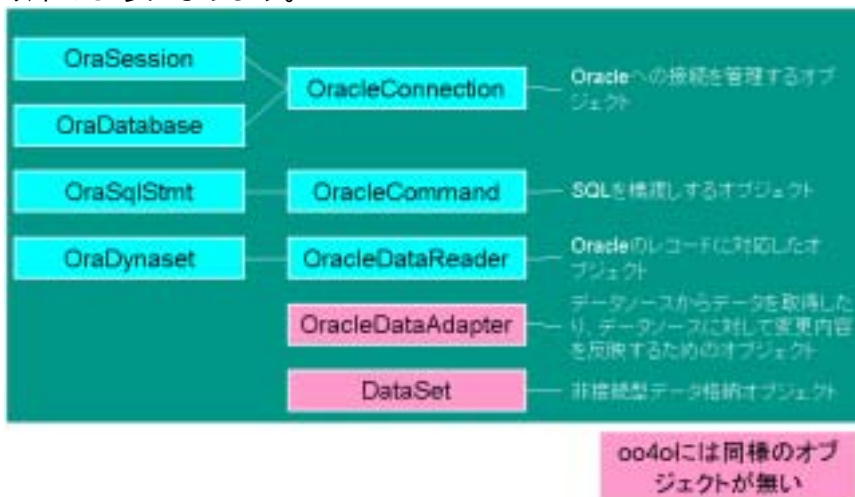 OraSession
OraDatabase
OracleConnection
Oracleへの接続を管理するオブ
ジェクト
OraSqlStmt
OracleCommand
SQLを橋渡しするオブジェクト
OraDynaset
OracleDataReader
Oracleのレコードに対応したオ
ブジェクト
OracleDataAdapter
データソースからデータを取得した
り、データソースに対して変更内容
を反映するためのオブジェクト
DataSet
非接続型データ格納オブジェクト
oo4oには同様のオブ
ジェクトが無い